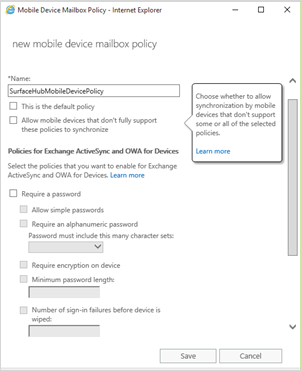 Mobile Device Mailbox Policy - Internet Explorer
new mobile device mailbox policy
*Name:
SurfaceHubMobileDevicePolicy
This is the default policy
Allow mobile devices that don't fully support
these policies to synchronize
Choose whether to allow
synchronization by mobile
devices that don't support
some or all of the selected
policies.
Learn more
Policies for Exchange ActiveSync and OWA for Devices
Select the policies that you want to enable for Exchange
ActiveSync and OWA for Devices. Learn more
Require a password
Allow simple passwords
Require an alphanumeric password
Password must include this many character sets:
Require encryption on device
Minimum password length:
Number of sign-in failures before device is
wiped:
Save
Cancel